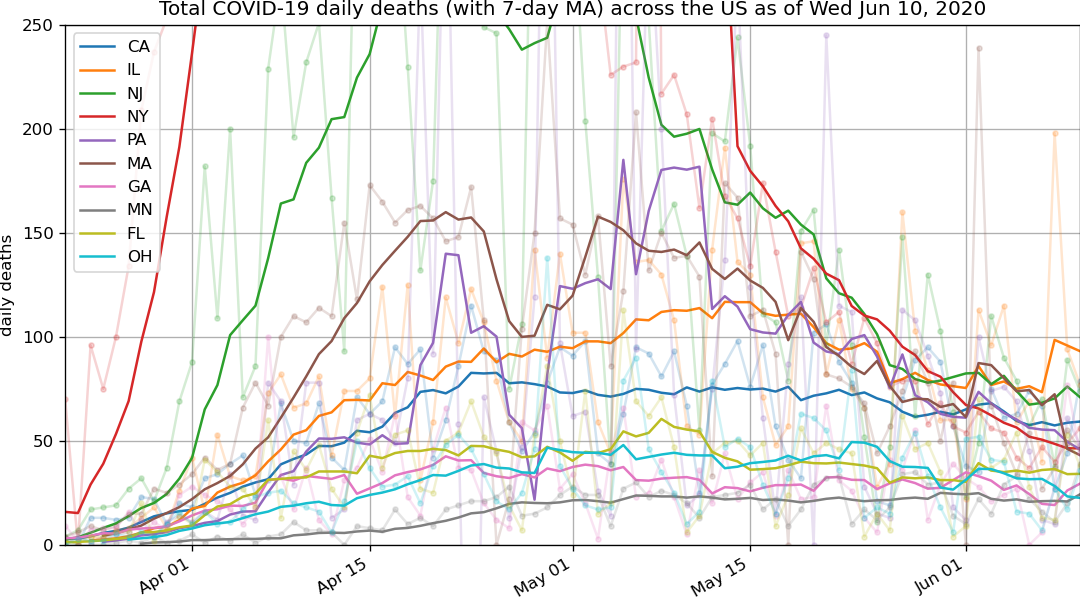 Total COVID-19 daily deaths (with 7-day MA) across the US as of Wed Jun 10, 2020
daily deaths
250
200
150
100
50
0
CA
IL
NJ
NY
PA
MA
GA
MN
FL
OH
Apr 01
Apr 15
May 01
May 15
Jun 01